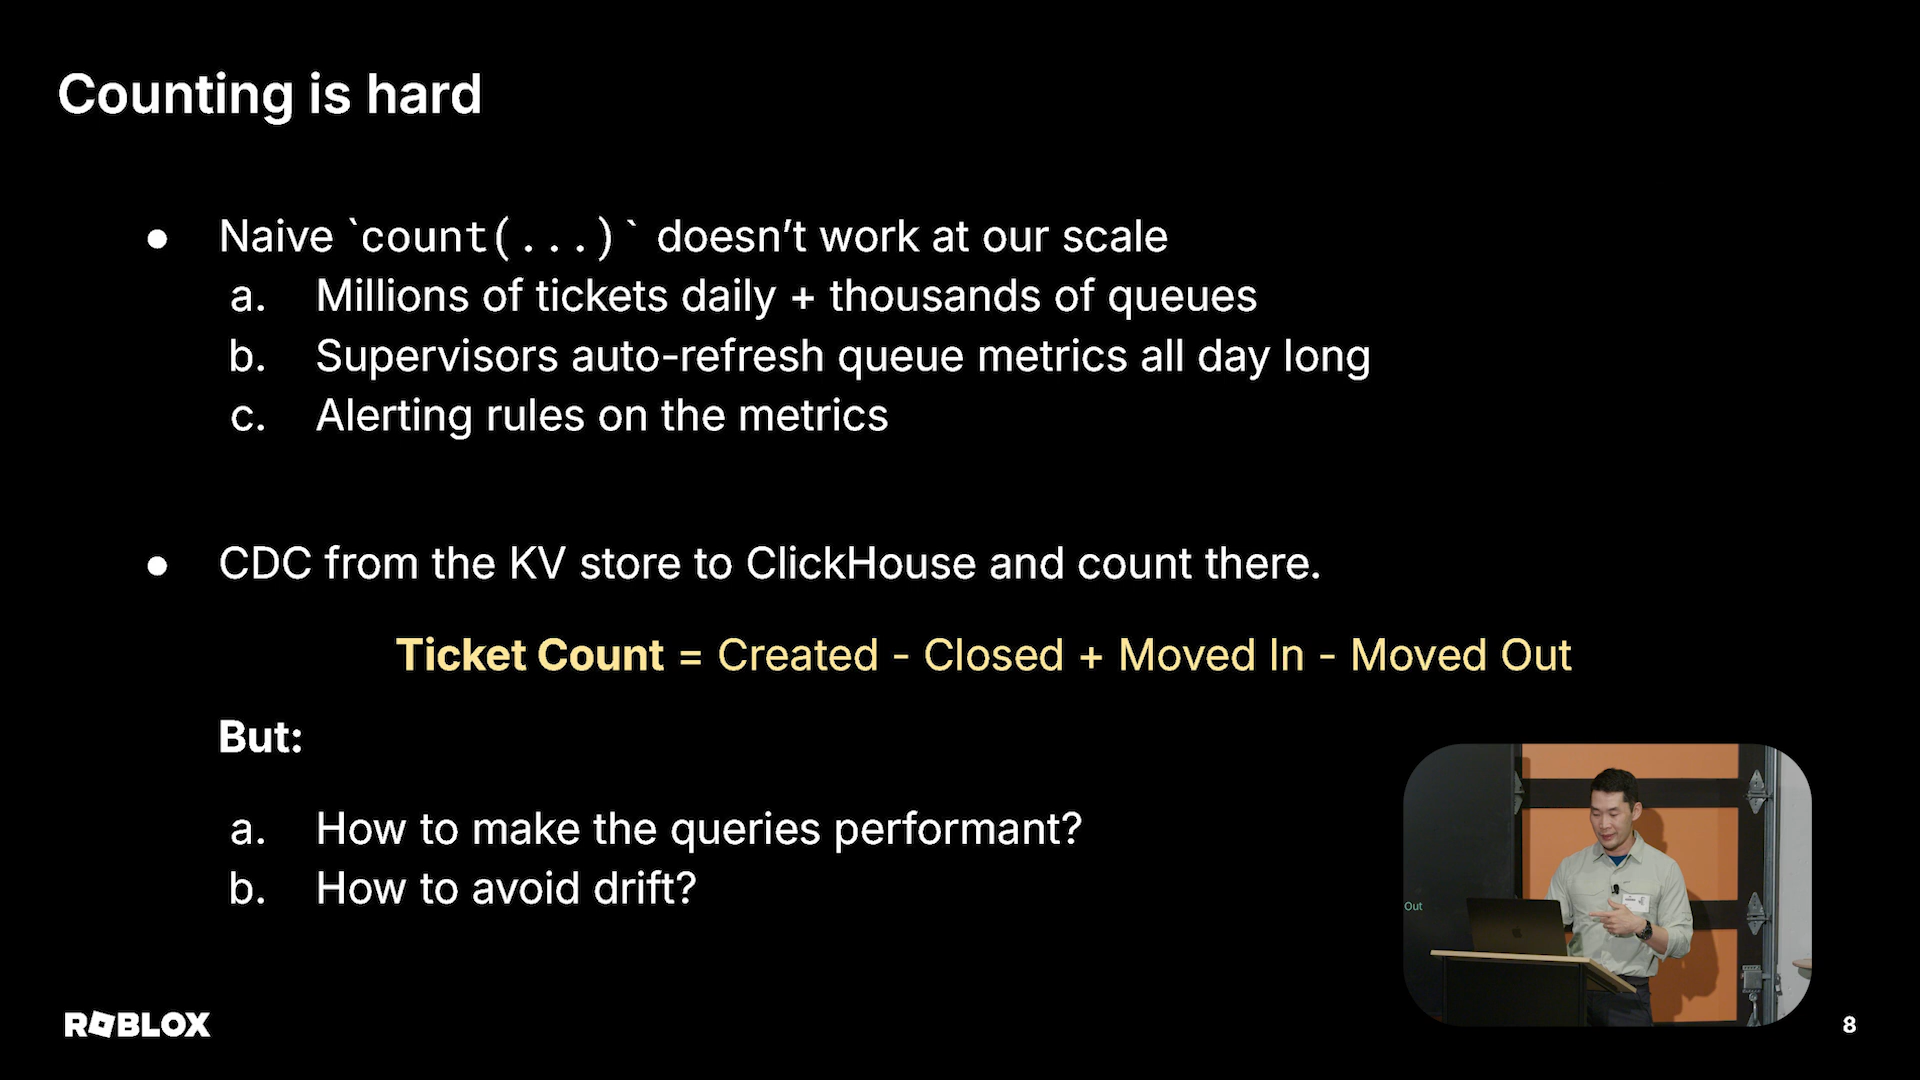 Counting is hard
● Naive `count(...)` doesn’t work at our scale
a. Millions of tickets daily + thousands of queues
b. Supervisors auto-refresh queue metrics all day long
c. Alerting rules on the metrics
● CDC from the KV store to ClickHouse and count there.
Ticket Count = Created - Closed + Moved In - Moved Out
But:
a. How to make the queries performant?
b. How to avoid drift?
Out
ROBLOX
8